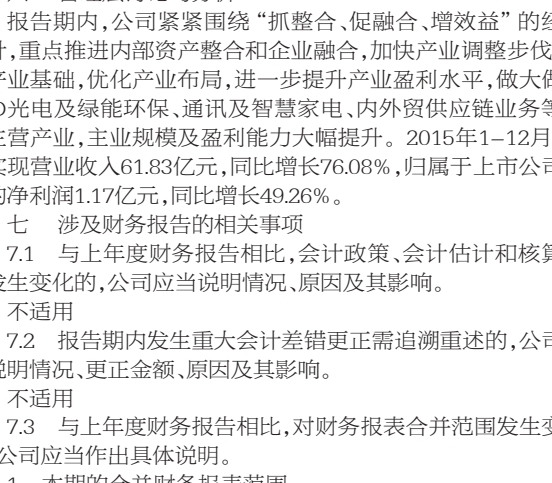 报告期内,公司紧紧围绕“抓整合、促融合、增效益”的经
,重点推进内部资产整合和企业融合,加快产业调整步伐
业基础,优化产业布局,进一步提升产业盈利水平,做大做
光电及绿能环保、通讯及智慧家电、内外贸供应链业务等
主营产业,主业规模及盈利能力大幅提升。2015年1-12月
实现营业收入61.83亿元,同比增长76.08%,归属于上市公司
的净利润1.17亿元,同比增长49.26%。
七 涉及财务报告的相关事项
7.1 与上年度财务报告相比,会计政策、会计估计和核算
发生变化的,公司应当说明情况、原因及其影响。
不适用
7.2 报告期内发生重大会计差错更正需追溯重述的,公司
说明情况、更正金额、原因及其影响。
不适用
7.3 与上年度财务报告相比,对财务报表合并范围发生变
公司应当作出具体说明。
1 本期的合并财务报表范围